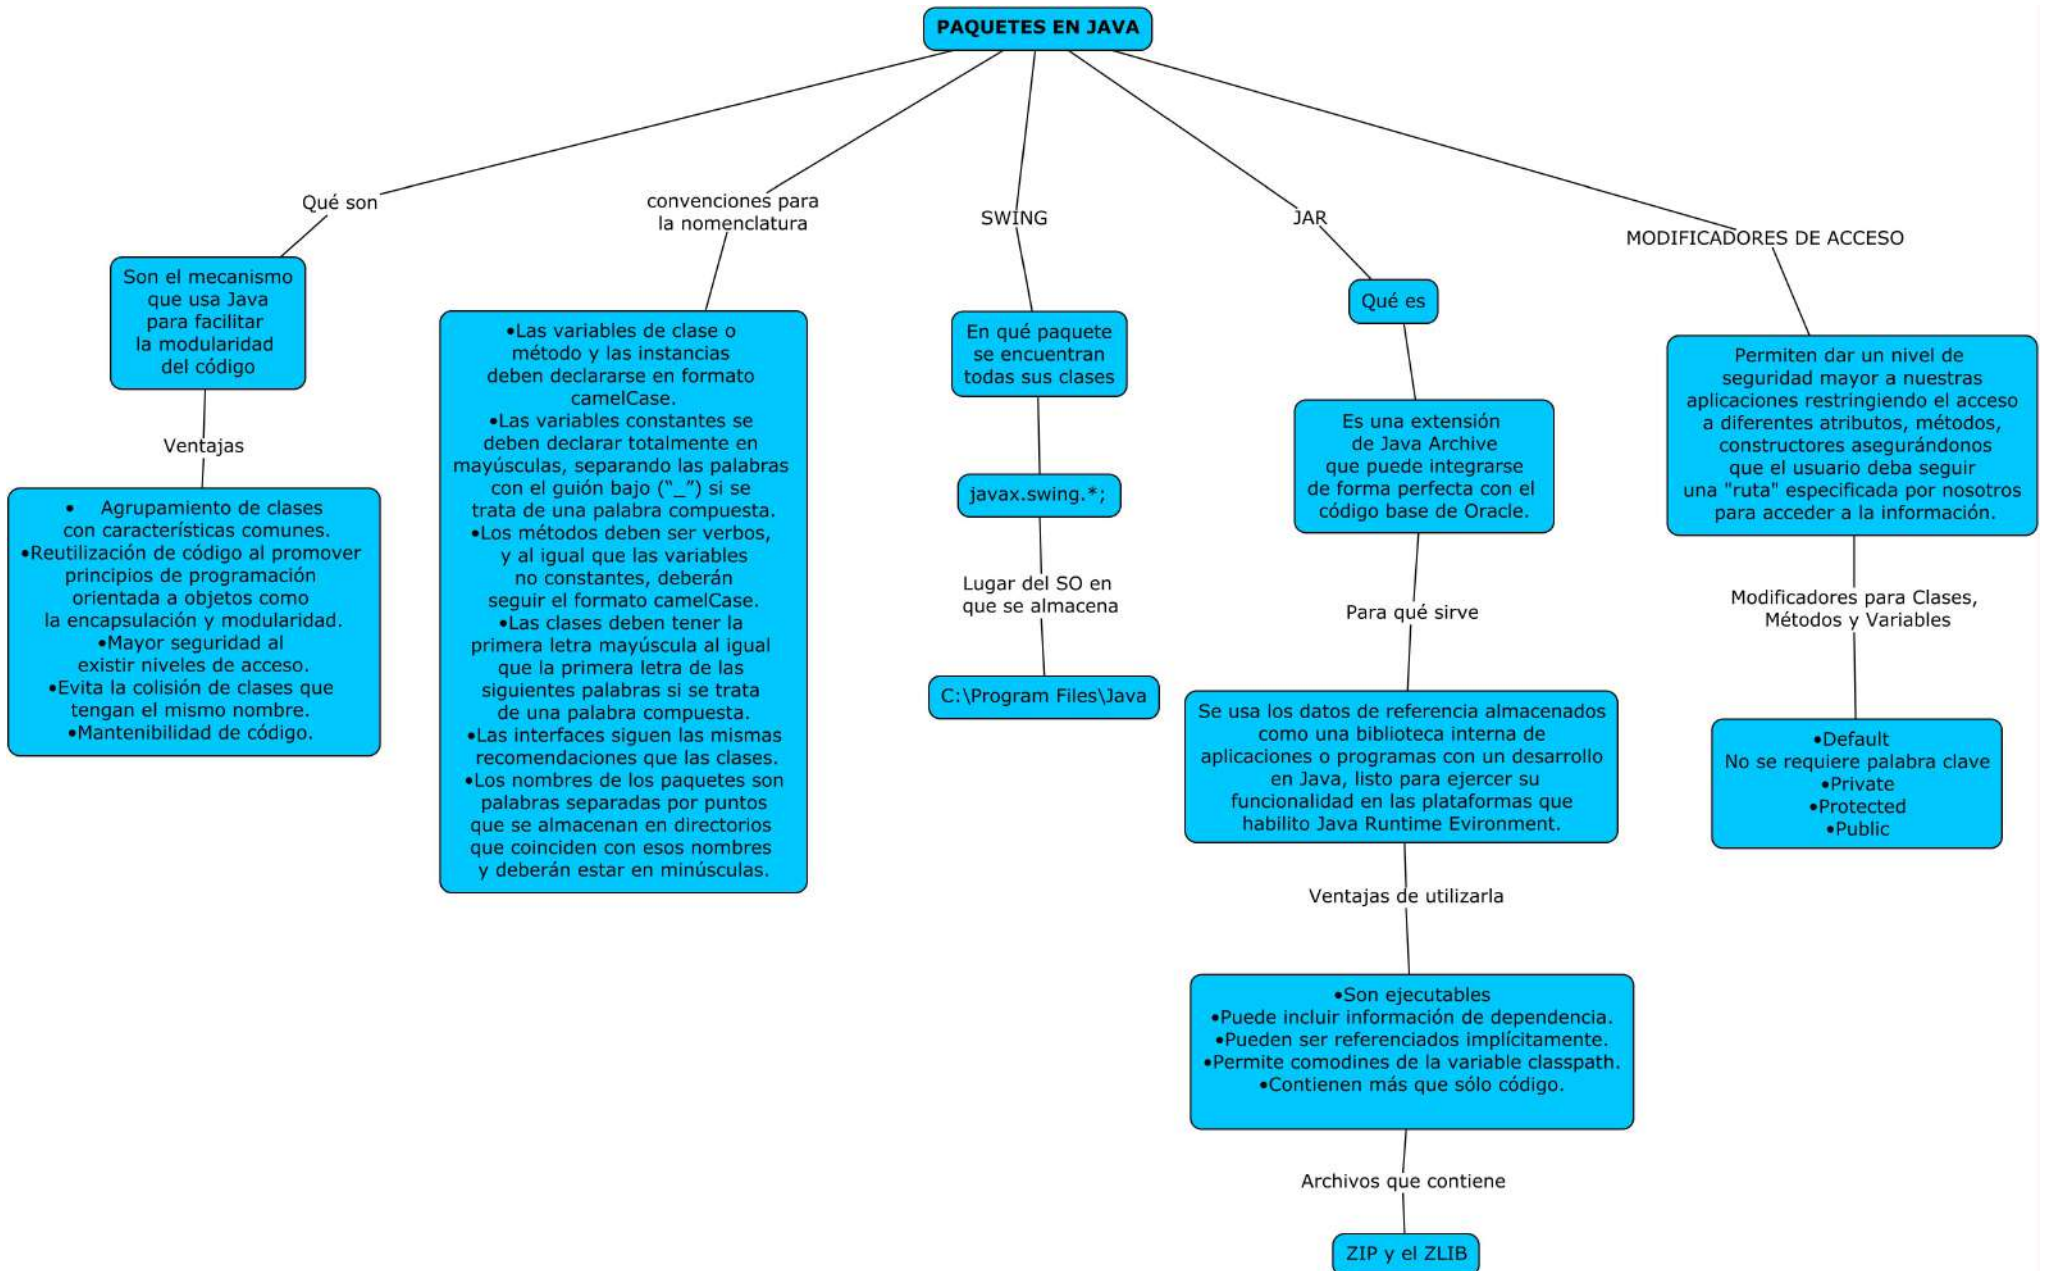 PAQUETES EN JAVA
Qué son
Son el mecanismo
que usa Java
para facilitar
la modularidad
del código
Ventajas
•    Agrupamiento de clases
con características comunes.
•Reutilización de código al promover
principios de programación
orientada a objetos como
la encapsulación y modularidad.
•Mayor seguridad al
existir niveles de acceso.
•Evita la colisión de clases que
tengan el mismo nombre.
•Mantenibilidad de código.
convenciones para
la nomenclatura
•Las variables de clase o
método y las instancias
deben declararse en formato
camelCase.
•Las variables constantes se
deben declarar totalmente en
mayúsculas, separando las palabras
con el guión bajo (“_”) si se
trata de una palabra compuesta.
•Los métodos deben ser verbos,
y al igual que las variables
no constantes, deberán
seguir el formato camelCase.
•Las clases deben tener la
primera letra mayúscula al igual
que la primera letra de las
siguientes palabras si se trata
de una palabra compuesta.
•Las interfaces siguen las mismas
recomendaciones que las clases.
•Los nombres de los paquetes son
palabras separadas por puntos
que se almacenan en directorios
que coinciden con esos nombres
y deberán estar en minúsculas.
SWING
En qué paquete
se encuentran
todas sus clases
javax.swing.*;
Lugar del SO en
que se almacena
C:\Program Files\Java
JAR
Qué es
Es una extensión
de Java Archive
que puede integrarse
de forma perfecta con el
código base de Oracle.
Para qué sirve
Se usa los datos de referencia almacenados
como una biblioteca interna de
aplicaciones o programas con un desarrollo
en Java, listo para ejercer su
funcionalidad en las plataformas que
habilito Java Runtime Evironment.
Ventajas de utilizarla
•Son ejecutables
•Puede incluir información de dependencia.
•Pueden ser referenciados implícitamente.
•Permite comodines de la variable classpath.
•Contienen más que sólo código.
Archivos que contiene
ZIP y el ZLIB
MODIFICADORES DE ACCESO
Permiten dar un nivel de
seguridad mayor a nuestras
aplicaciones restringiendo el acceso
a diferentes atributos, métodos,
constructores asegurándonos
que el usuario deba seguir
una "ruta" especificada por nosotros
para acceder a la información.
Modificadores para Clases,
Métodos y Variables
•Default
No se requiere palabra clave
•Private
•Protected
•Public